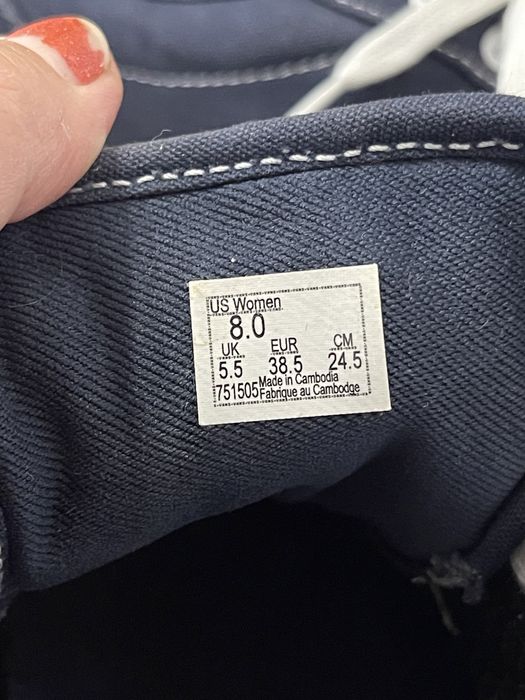 US Women
8.0
UK EUR CM
5.5 38.5 24.5
751505 Made in Cambodia
Fabrique au Cambodge